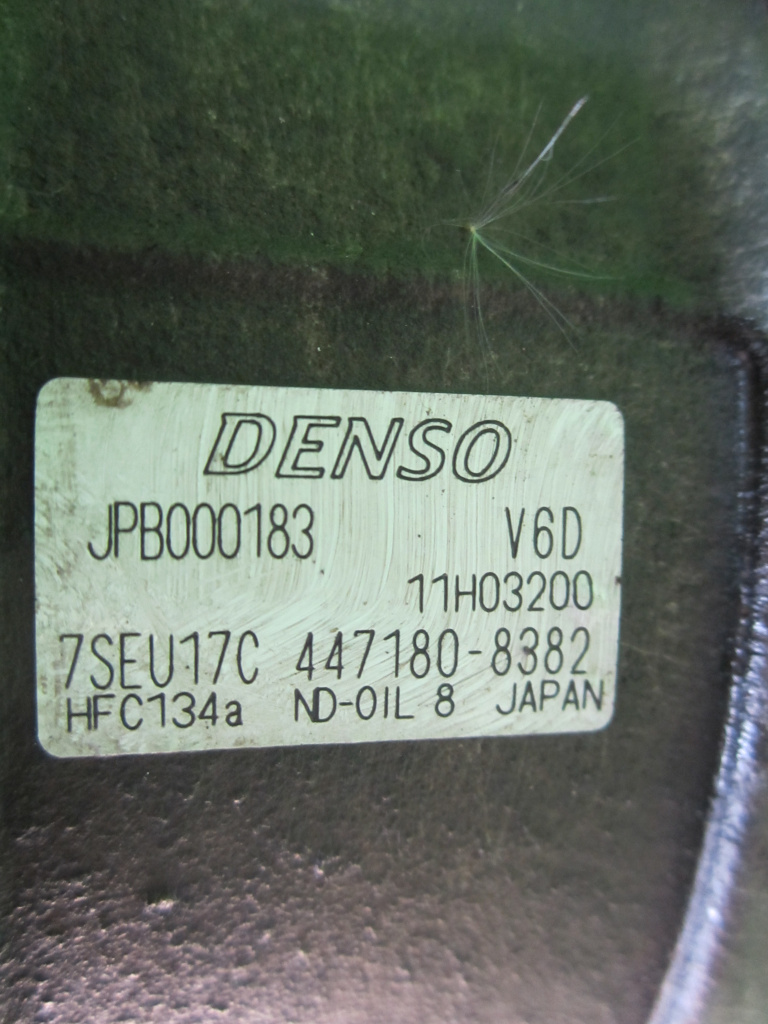 DENSO
JPB000183 V6D
11H03200
7SEU17C 447180-8382
HFC134a ND-OIL 8 JAPAN